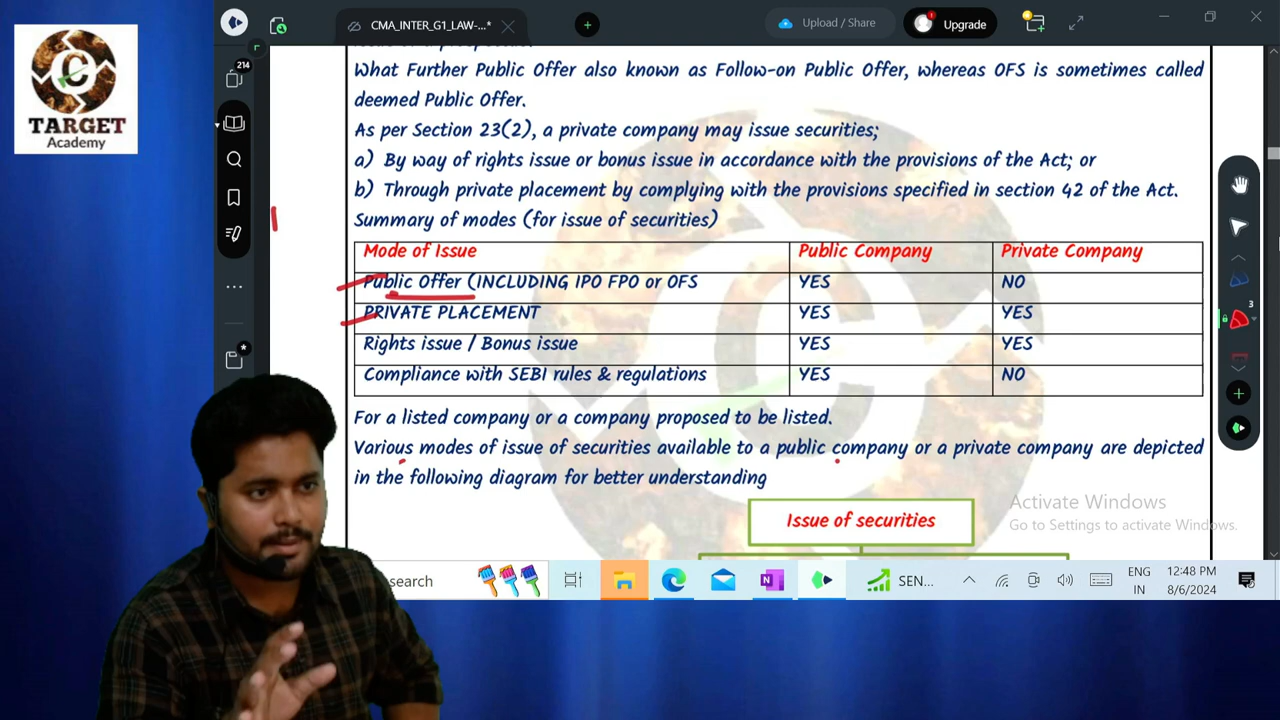 TARGET
Academy
CMA_INTER_G1_LAW-...*
Upload / Share
Upgrade
214
What Further Public Offer also known as Follow-on Public Offer, whereas OFS is sometimes called
deemed Public Offer.
As per Section 23(2), a private company may issue securities;
a) By way of rights issue or bonus issue in accordance with the provisions of the Act; or
b) Through private placement by complying with the provisions specified in section 42 of the Act.
Summary of modes (for issue of securities)
Mode of Issue Public Company Private Company
Public Offer (INCLUDING IPO FPO or OFS YES NO
PRIVATE PLACEMENT YES YES
Rights issue / Bonus issue YES YES
Compliance with SEBI rules & regulations YES NO
For a listed company or a company proposed to be listed.
Various modes of issue of securities available to a public company or a private company are depicted
in the following diagram for better understanding
Issue of securities
3
Activate Windows
Go to Settings to activate Windows.
earch
SEN...
ENG
IN
12:48 PM
8/6/2024